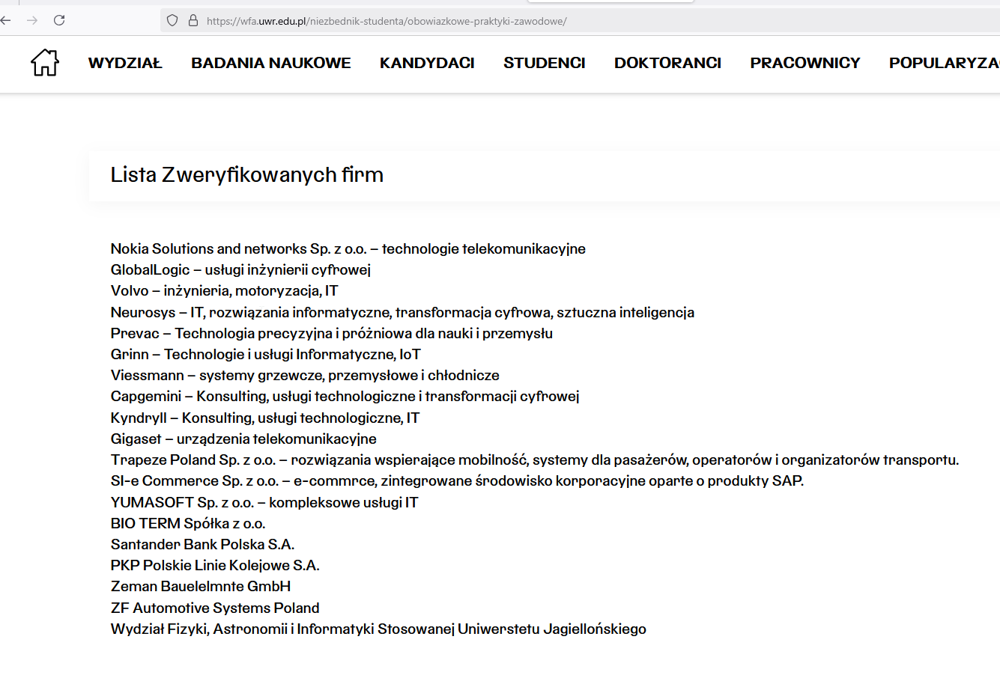 https://wfa.uwr.edu.pl/niezbednik-studenta/obowiazkowe-praktyki-zawodowe/
WYDZIAŁ BADANIA NAUKOWE KANDYDACI STUDENCI DOKTORANCI PRACOWNICY POPULARYZA
Lista Zweryfikowanych firm
Nokia Solutions and networks Sp. z o.o. – technologie telekomunikacyjne
GlobalLogic – usługi inżynierii cyfrowej
Volvo – inżynieria, motoryzacja, IT
Neurosys – IT, rozwiązania informatyczne, transformacja cyfrowa, sztuczna inteligencja
Prevac – Technologia precyzyjna i próżniowa dla nauki i przemysłu
Grinn – Technologie i usługi Informatyczne, IoT
Viessmann – systemy grzewcze, przemysłowe i chłodnicze
Capgemini – Konsulting, usługi technologiczne i transformacji cyfrowej
Kyndryll – Konsulting, usługi technologiczne, IT
Gigaset – urządzenia telekomunikacyjne
Trapeze Poland Sp. z o.o. – rozwiązania wspierające mobilność, systemy dla pasażerów, operatorów i organizatorów transportu.
SI-e Commerce Sp. z o.o. – e-commrce, zintegrowane środowisko korporacyjne oparte o produkty SAP.
YUMASOFT Sp. z o.o. – kompleksowe usługi IT
BIO TERM Spółka z o.o.
Santander Bank Polska S.A.
PKP Polskie Linie Kolejowe S.A.
Zeman Bauelelmnte GmbH
ZF Automotive Systems Poland
Wydział Fizyki, Astronomii i Informatyki Stosowanej Uniwerstetu Jagiellońskiego